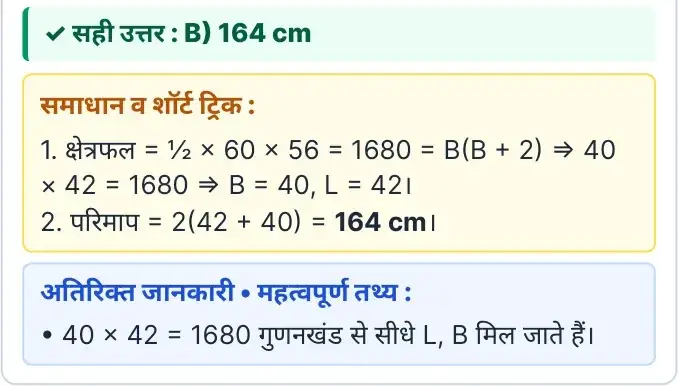 ✓ सही उत्तर : B) 164 cm
समाधान व शॉर्ट ट्रिक :
1. क्षेत्रफल = ½ × 60 × 56 = 1680 = B(B + 2) ⇒ 40
× 42 = 1680 ⇒ B = 40, L = 42।
2. परिमाप = 2(42 + 40) = 164 cm।
अतिरिक्त जानकारी • महत्वपूर्ण तथ्य :
• 40 × 42 = 1680 गुणनखंड से सीधे L, B मिल जाते हैं।